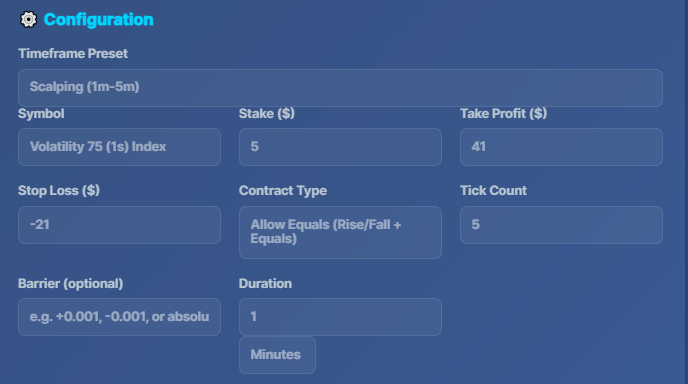 Configuration
Timeframe Preset
Scalping (1m-5m)
Symbol
Stake ($)
Take Profit ($)
Volatility 75 (1s) Index
5
41
Stop Loss ($)
Contract Type
Tick Count
-21
Allow Equals (Rise/Fall +
Equals)
5
Barrier (optional)
Duration
e.g. +0.001, -0.001, or absolu
1
Minutes